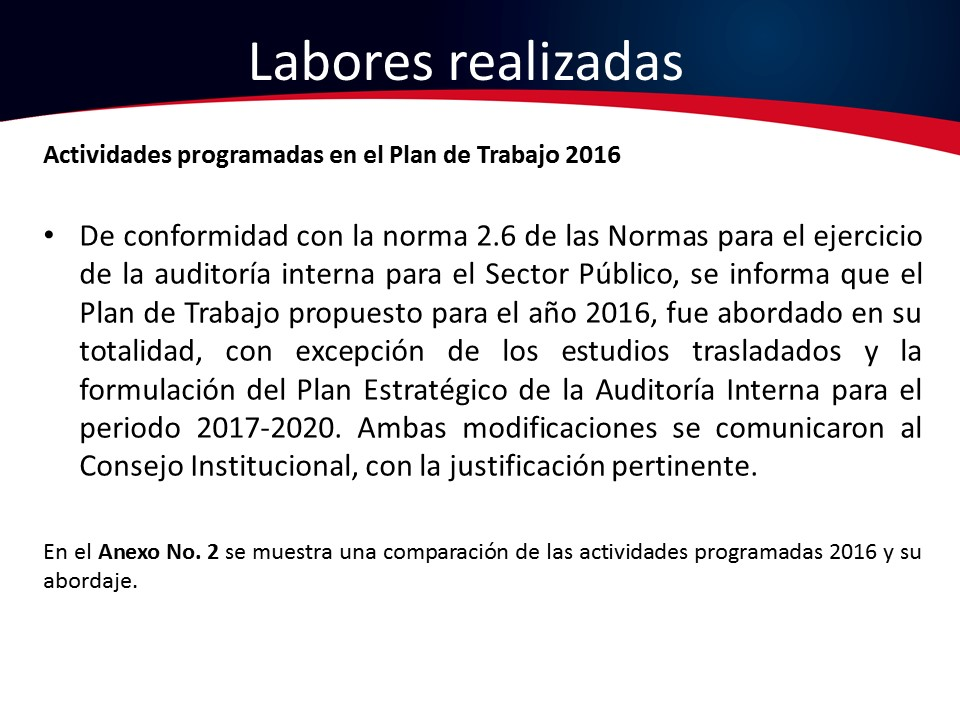 Labores realizadas
Actividades programadas en el Plan de Trabajo 2016
• De conformidad con la norma 2.6 de las Normas para el ejercicio
de la auditoría interna para el Sector Público, se informa que el
Plan de Trabajo propuesto para el año 2016, fue abordado en su
totalidad, con excepción de los estudios trasladados y la
formulación del Plan Estratégico de la Auditoría Interna para el
periodo 2017-2020. Ambas modificaciones se comunicaron al
Consejo Institucional, con la justificación pertinente.
En el Anexo No. 2 se muestra una comparación de las actividades programadas 2016 y su
abordaje.